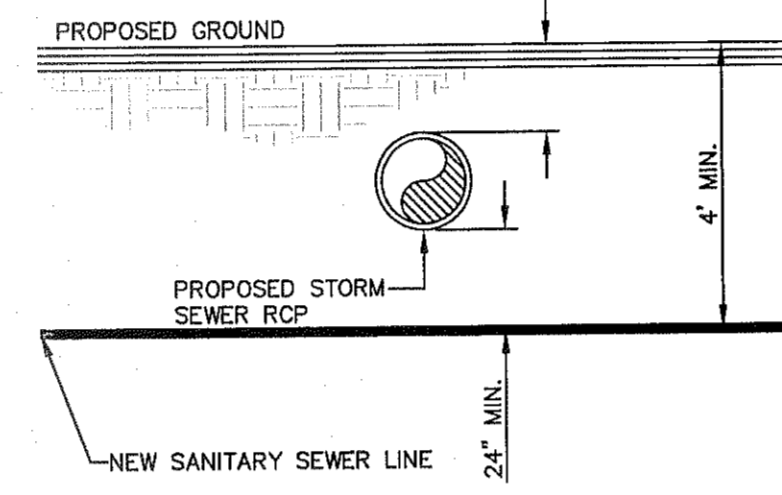 PROPOSED GROUND
4' MIN.
PROPOSED STORM
SEWER RCP
24" MIN.
NEW SANITARY SEWER LINE